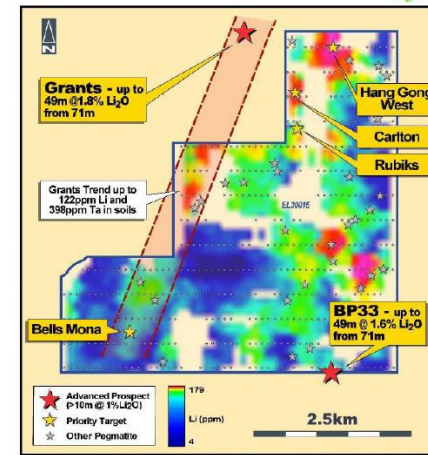 N
Grants - up to
49m @1.8% Li2O
from 71m
Hang Gong
West
Carlton
Rubiks
Grants Trend up to
122ppm Li and
398ppm Ta in soils
EL30015
BP33 - up to
49m @ 1.6% Li2O
from 71m
Bells Mona
Advanced Prospect
(>10m @ 1%Li2O)
Priority Target
Other Pegmatite
179
Li (ppm)
4
2.5km